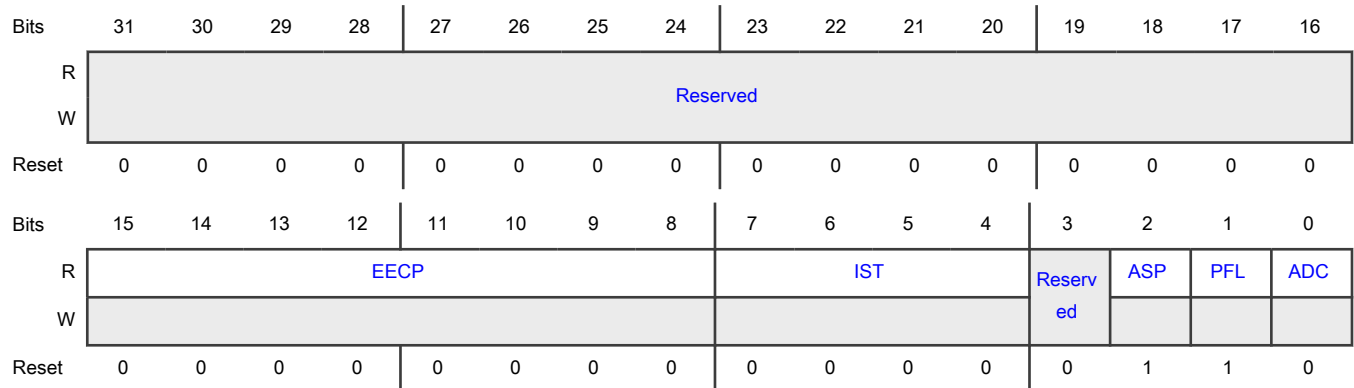 Bits 31 30 29 28 27 26 25 24 23 22 21 20 19 18 17 16
R
Reserved
W
Reset 0 0 0 0 0 0 0 0 0 0 0 0 0 0 0 0
Bits 15 14 13 12 11 10 9 8 7 6 5 4 3 2 1 0
R EECP IST Reserv ASP PFL ADC
W ed
Reset 0 0 0 0 0 0 0 0 0 0 0 0 0 1 1 0